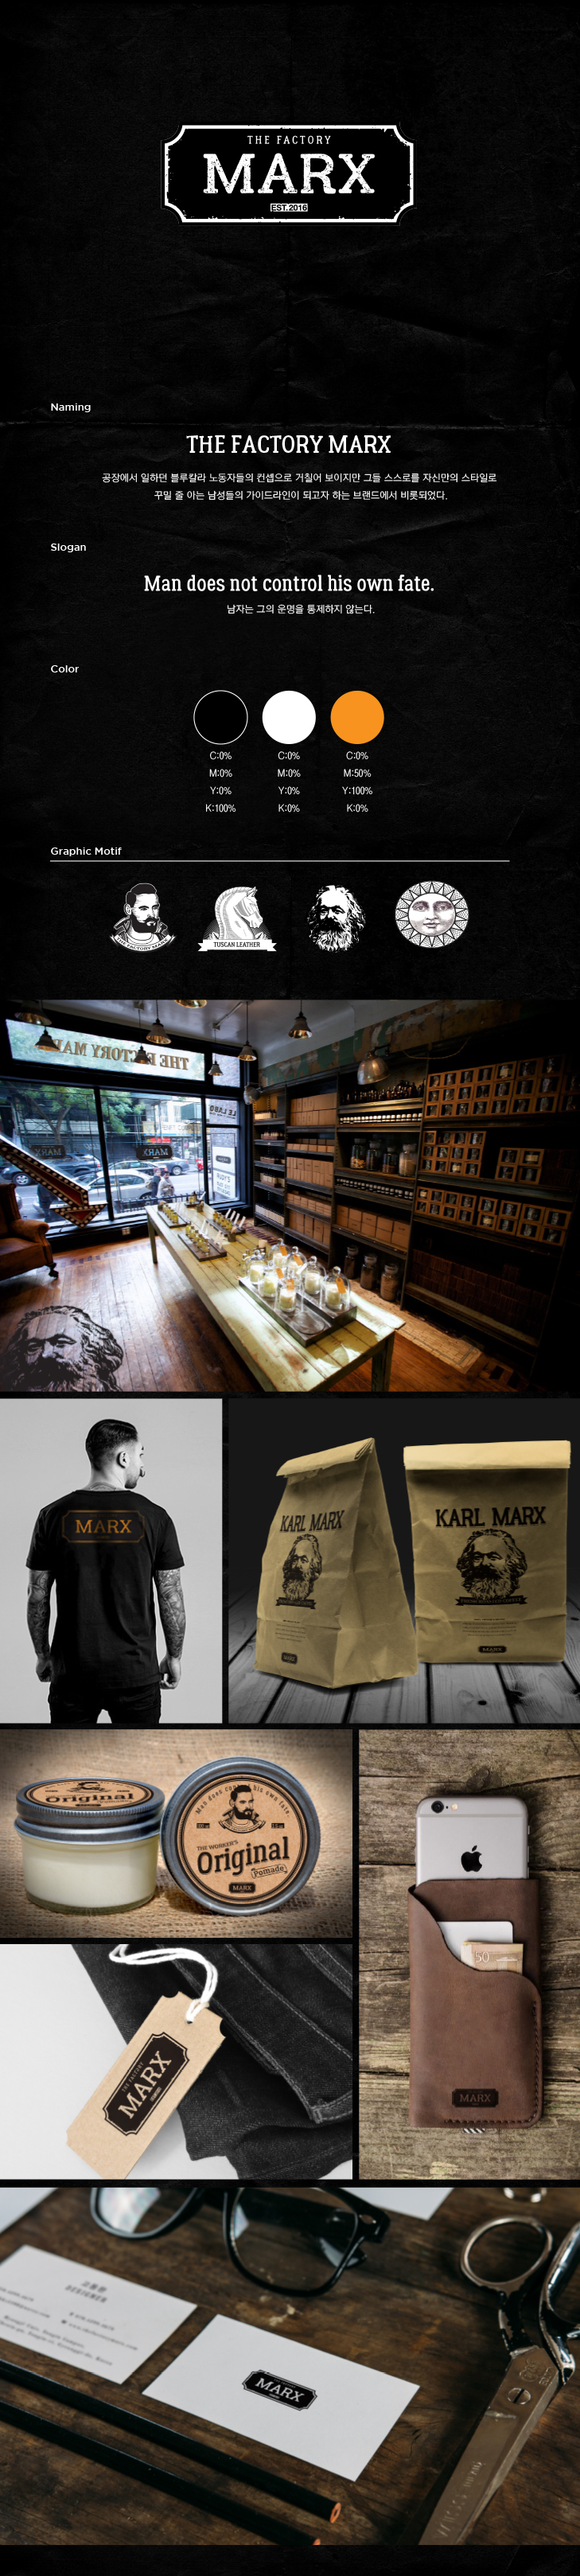 THE FACTORY
MARX
EST.2016
Naming
THE FACTORY MARX
공장에서 일하던 블루칼라 노동자들의 컨셉으로 거칠어 보이지만 그들 스스로를 자신만의 스타일로
꾸밀 줄 아는 남성들의 가이드라인이 되고자 하는 브랜드에서 비롯되었다.
Slogan
Man does not control his own fate.
남자는 그의 운명을 통제하지 않는다.
Color
C:0% C:0% C:0%
M:0% M:0% M:50%
Y:0% Y:0% Y:100%
K:100% K:0% K:0%
Graphic Motif
THE FACTORY MARX
TUSCAN LEATHER
THE FACTORY MARX
MARX
MARX
MARX
KARL MARX
MARX
KARL MARX
MARX
Original
Man does not control his own fate
THE WORKER'S
Original
Pomade
MARX
50
MARX
THE FACTORY
MARX
DESIGNER
MARX